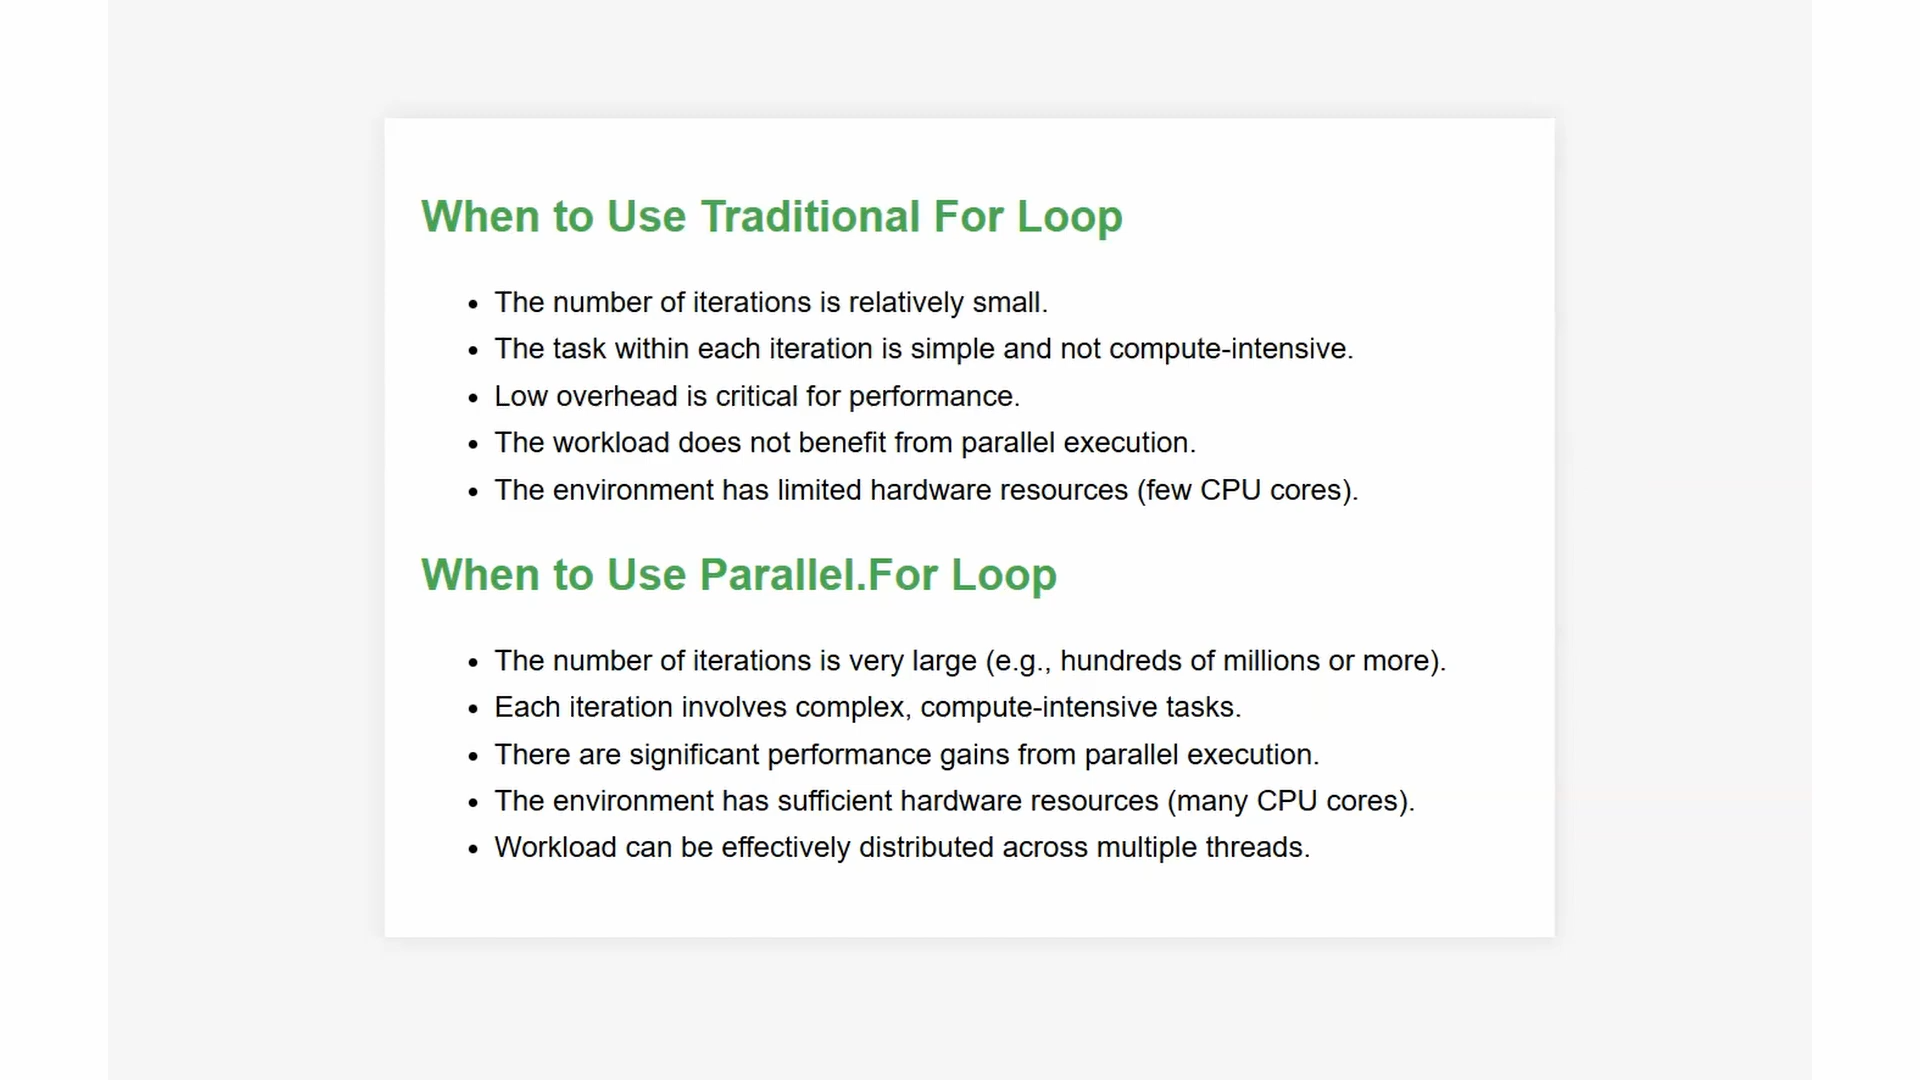 When to Use Traditional For Loop
• The number of iterations is relatively small.
• The task within each iteration is simple and not compute-intensive.
• Low overhead is critical for performance.
• The workload does not benefit from parallel execution.
• The environment has limited hardware resources (few CPU cores).
When to Use Parallel.For Loop
• The number of iterations is very large (e.g., hundreds of millions or more).
• Each iteration involves complex, compute-intensive tasks.
• There are significant performance gains from parallel execution.
• The environment has sufficient hardware resources (many CPU cores).
• Workload can be effectively distributed across multiple threads.